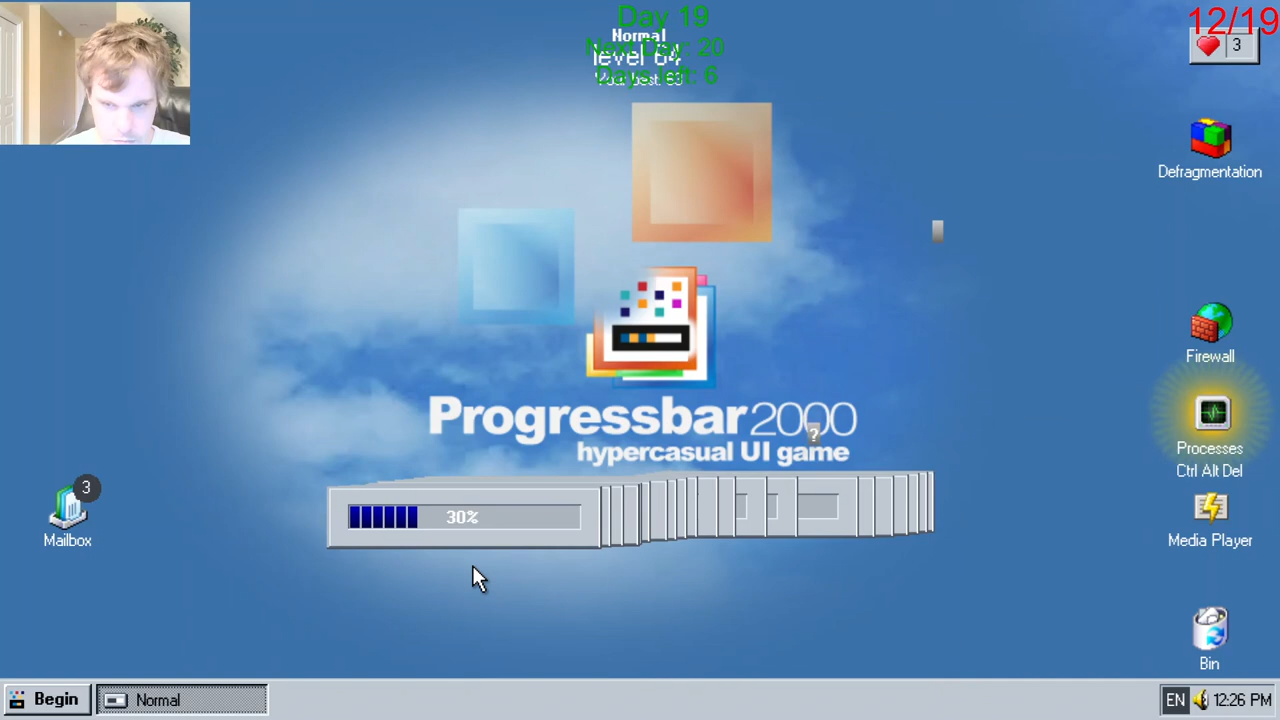 Day 19
12/19
Normal
Next Day: 20
level 64
Days left: 6
3
Defragmentation
Firewall
Progressbar2000
?
hypercasual UI game
Processes
Ctrl Alt Del
3
30%
Mailbox
Media Player
Bin
Begin
Normal
EN
12:26 PM